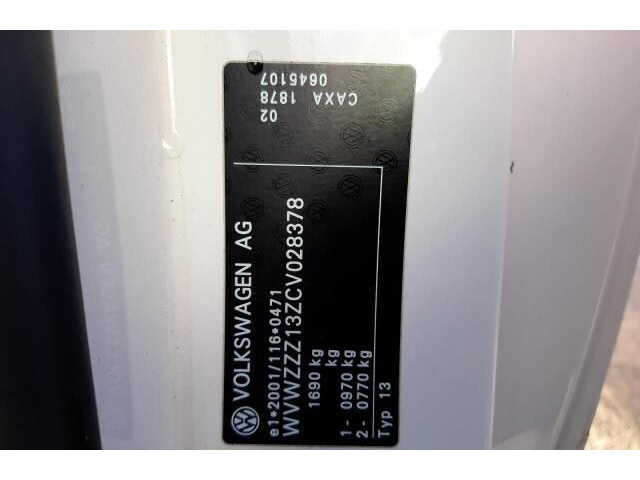 VOLKSWAGEN AG
e1*2001/116*0471
WVWZZZ13ZCV028378
1690 kg
kg
1- 0970 kg
2- 0770 kg
Typ 13
02
CAXA 1878
0645107